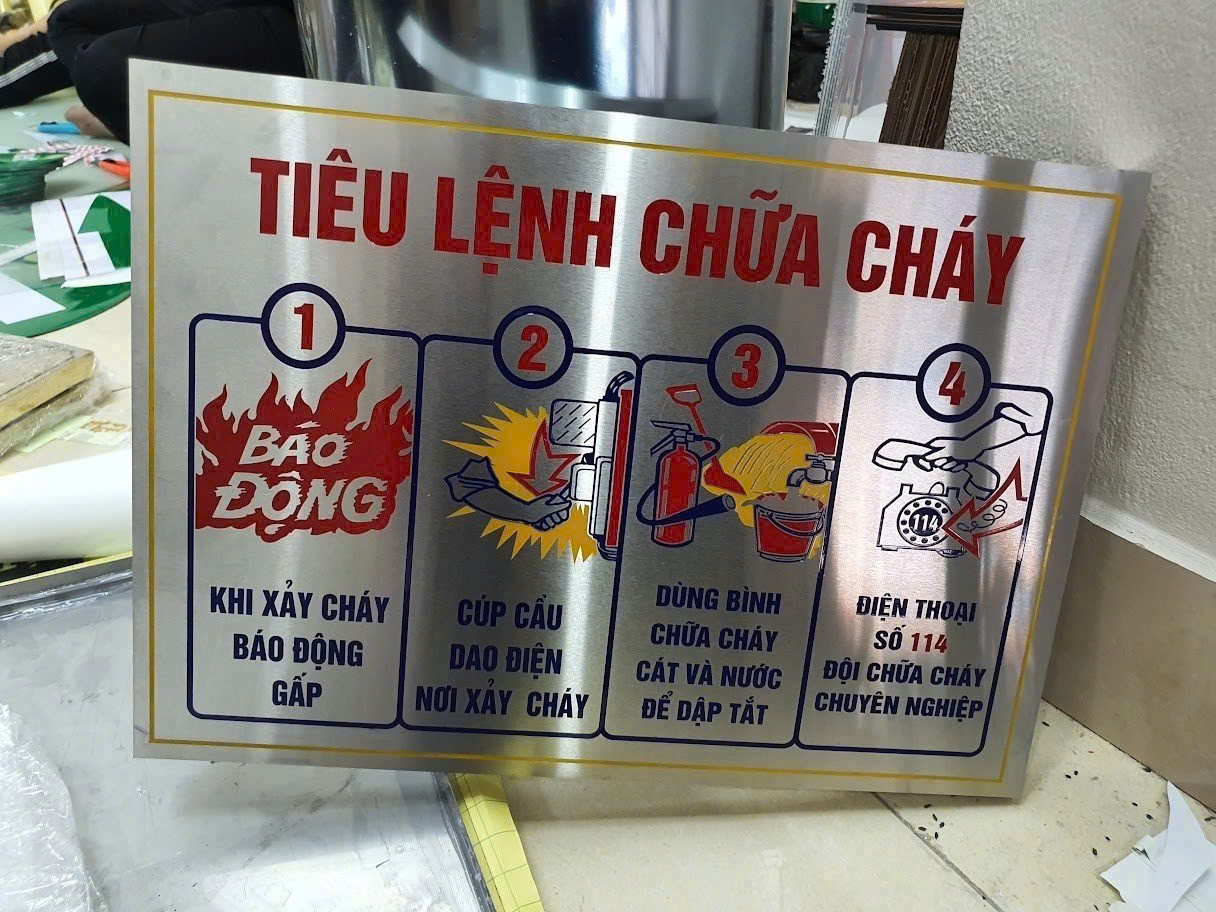 TIÊU LỆNH CHỮA CHÁY
1
BÁO
ĐỘNG
KHI XẢY CHÁY
BÁO ĐỘNG
GẤP
2
CÚP CẦU
DAO ĐIỆN
NƠI XẢY CHÁY
3
DÙNG BÌNH
CHỮA CHÁY
CÁT VÀ NƯỚC
ĐỂ DẬP TẮT
4
114
ĐIỆN THOẠI
SỐ 114
ĐỘI CHỮA CHÁY
CHUYÊN NGHIỆP